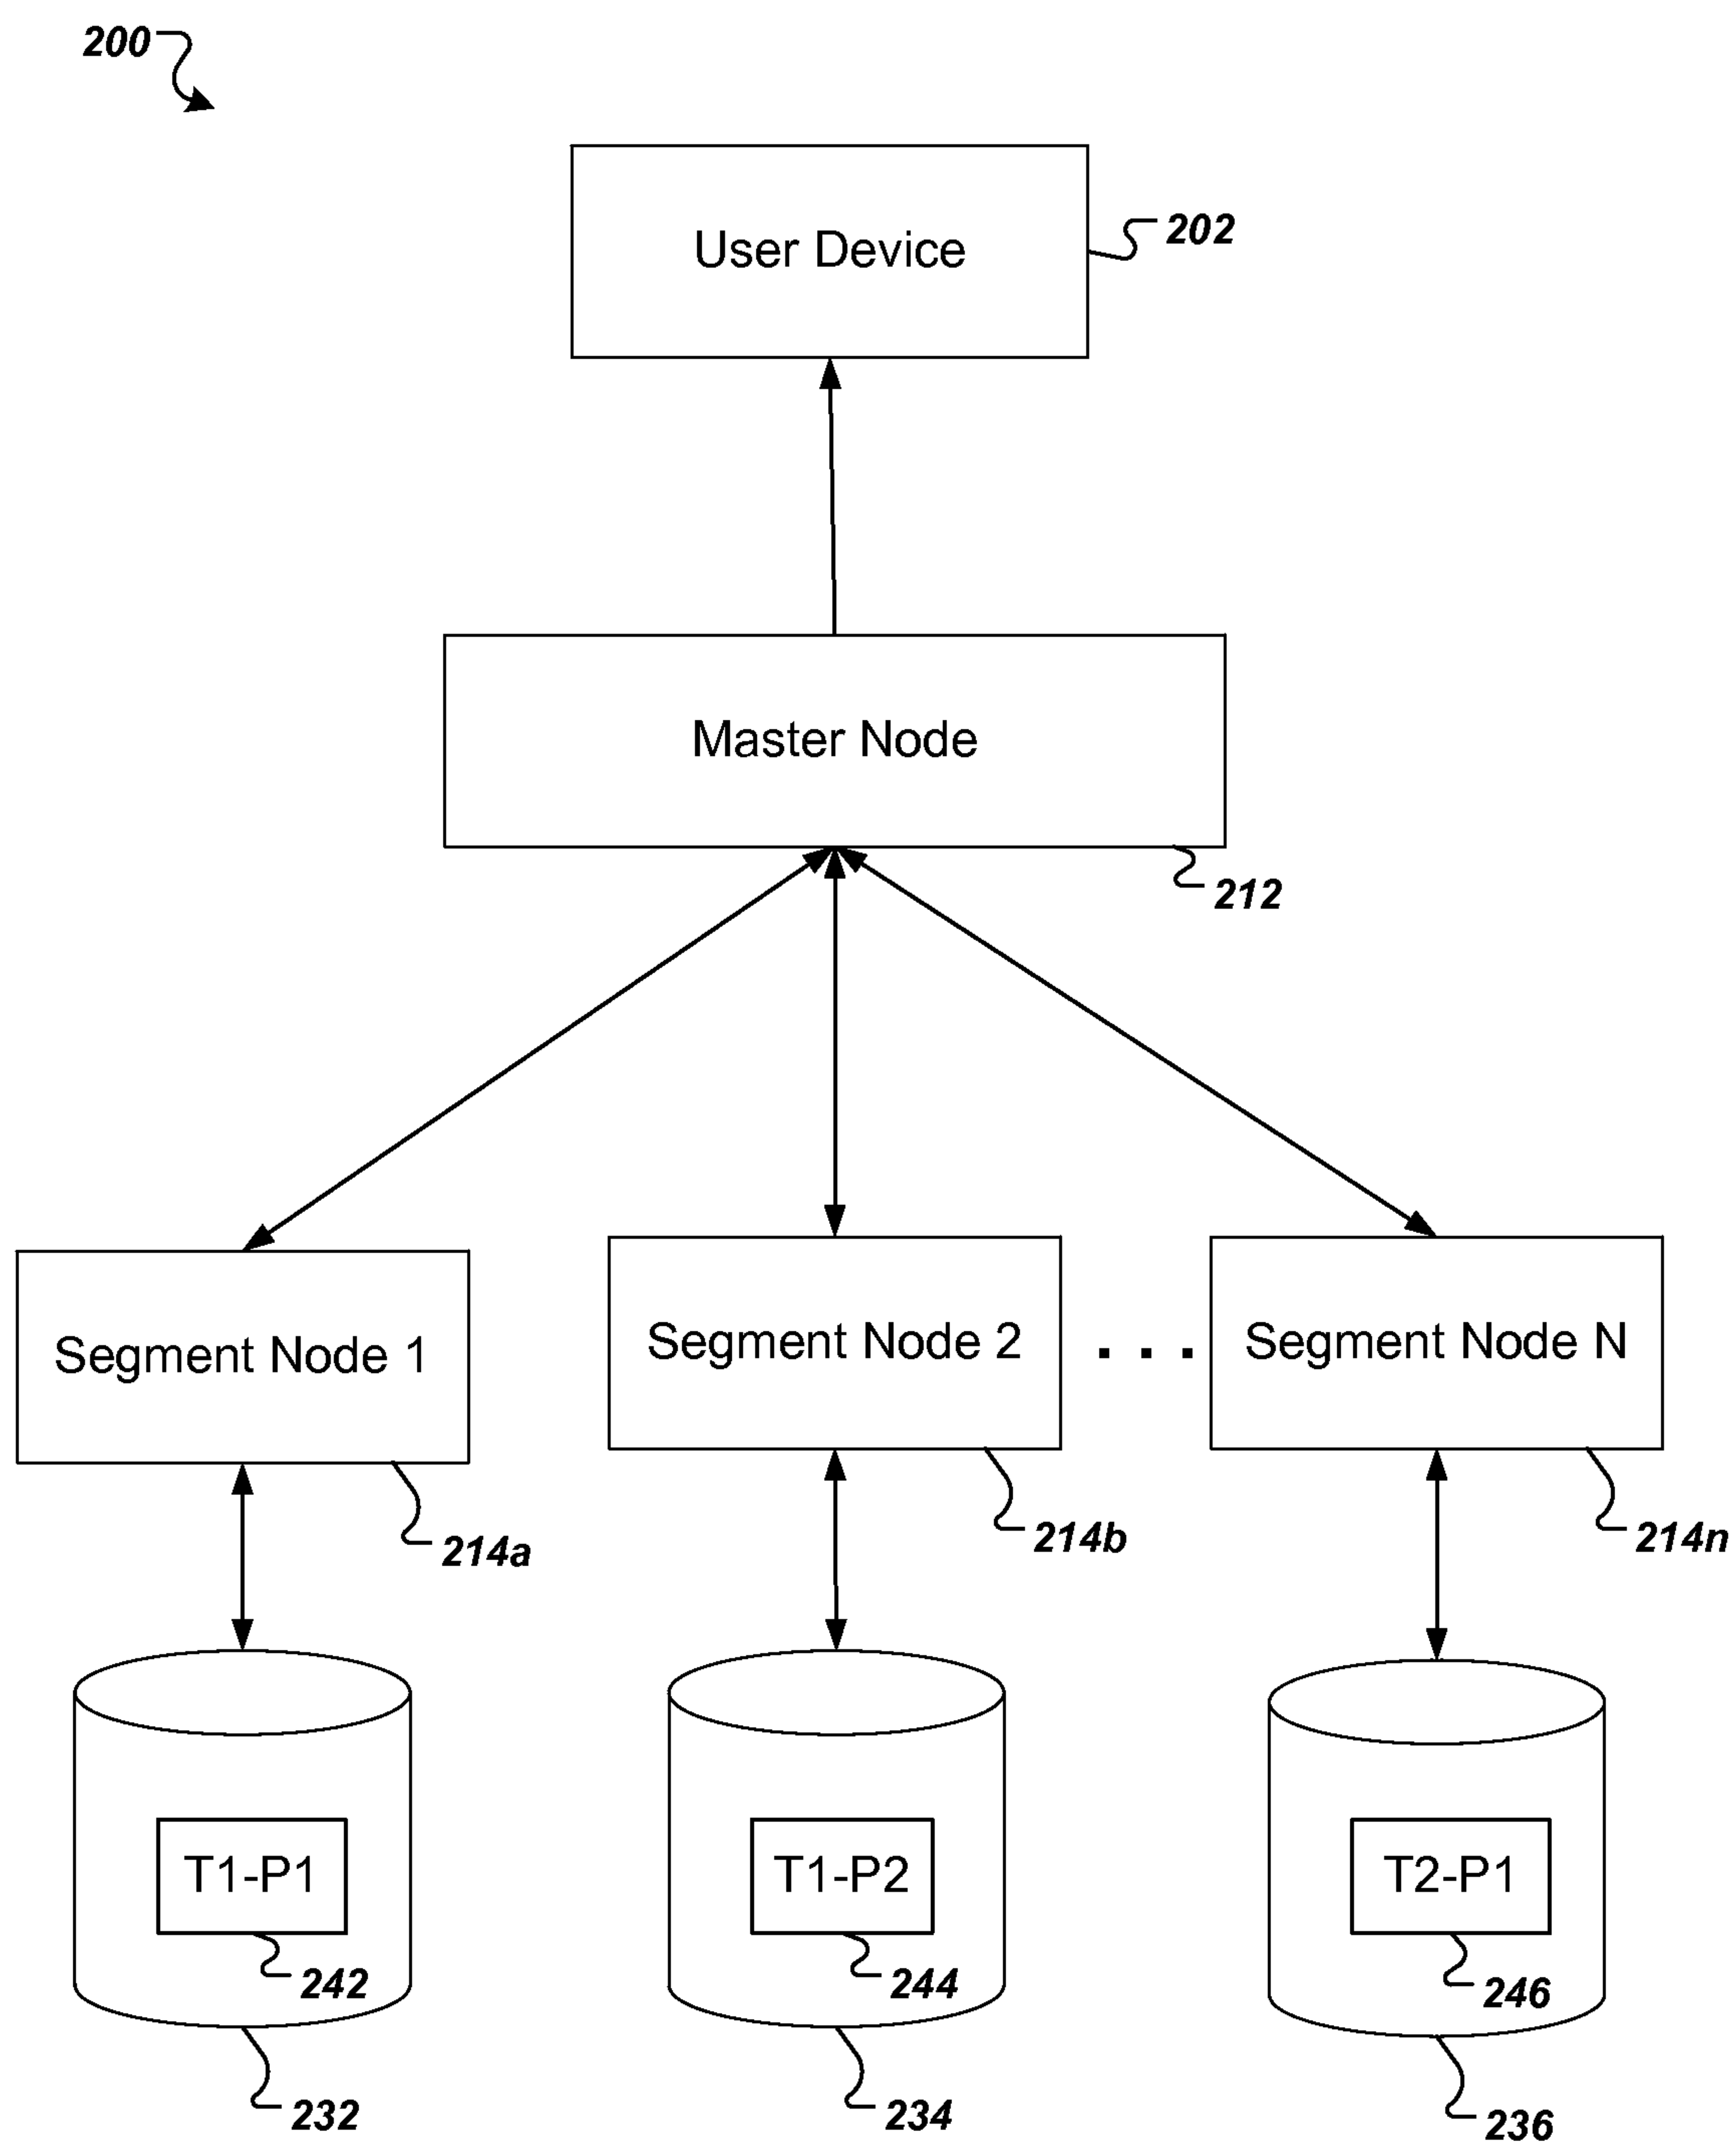 200
User Device
202
Master Node
212
Segment Node 1
Segment Node 2
. . .
Segment Node N
214a
214b
214n
T1-P1
T1-P2
T2-P1
242
244
246
232
234
236